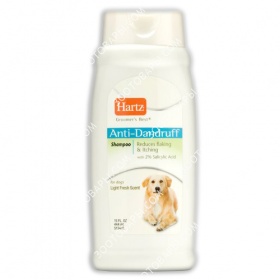 Hartz
GROOMER'S BEST
Anti-Dandruff
Shampoo
Reduces flaking
& itching
with 2% Salicylic Acid
for dogs
Light Fresh Scent